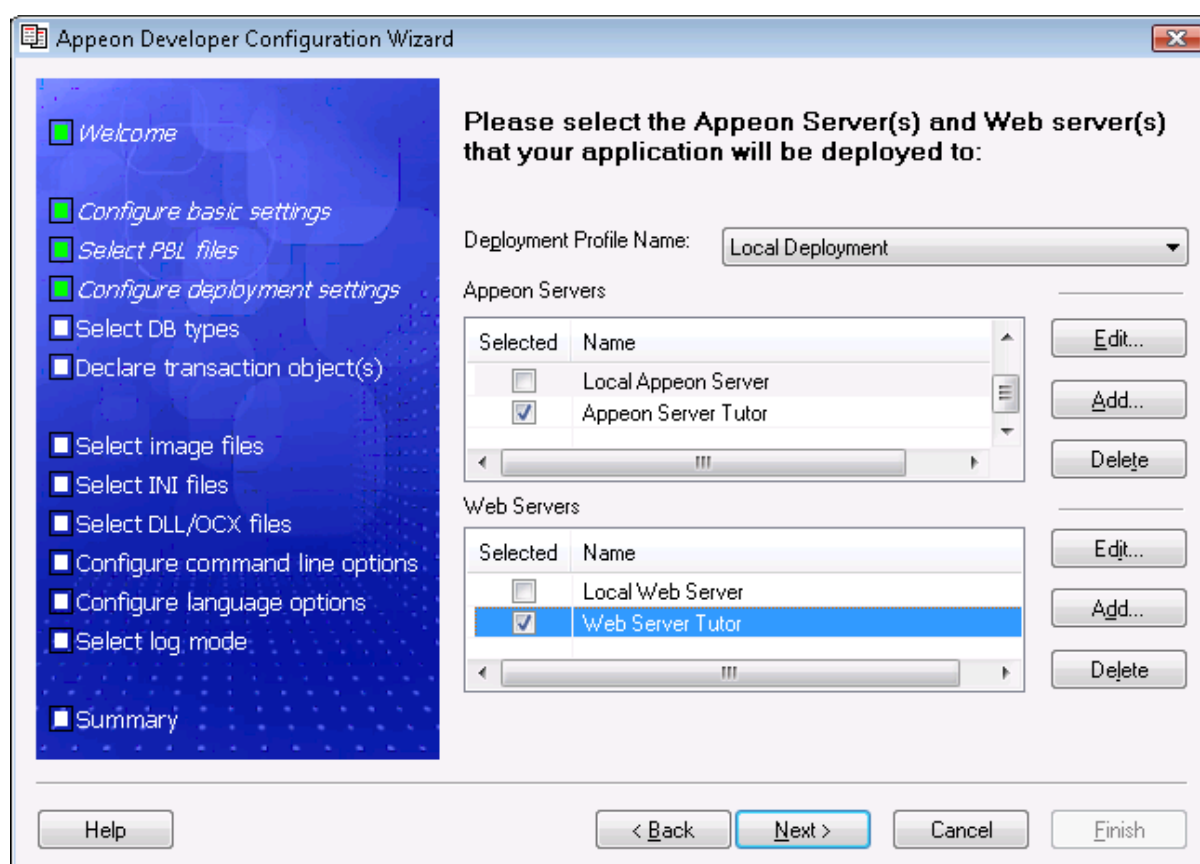 Appeon Developer Configuration Wizard
Welcome
Configure basic settings
Select PBL files
Configure deployment settings
Select DB types
Declare transaction object(s)
Select image files
Select INI files
Select DLL/OCX files
Configure command line options
Configure language options
Select log mode
Summary
Please select the Appeon Server(s) and Web server(s)
that your application will be deployed to:
Deployment Profile Name: Local Deployment
Appeon Servers
Selected Name
Local Appeon Server
Appeon Server Tutor
Edit...
Add...
Delete
Web Servers
Selected Name
Local Web Server
Web Server Tutor
Edit...
Add...
Delete
Help
< Back
Next >
Cancel
Finish